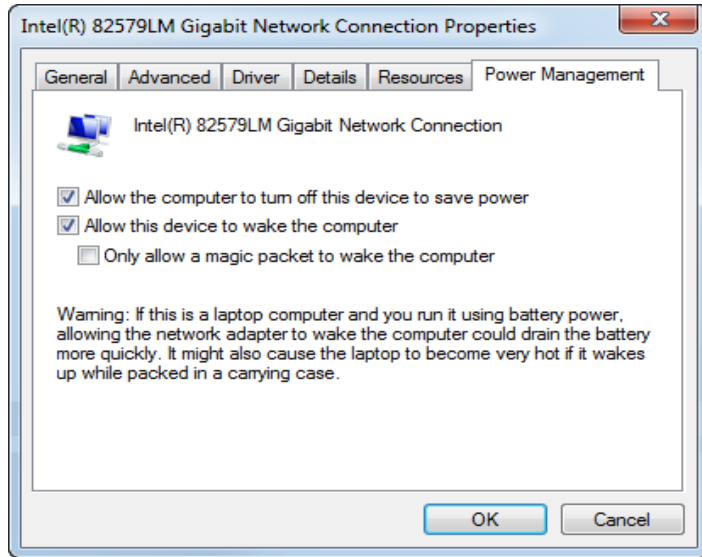 Intel(R) 82579LM Gigabit Network Connection Properties
General Advanced Driver Details Resources Power Management
Intel(R) 82579LM Gigabit Network Connection
Allow the computer to turn off this device to save power
Allow this device to wake the computer
Only allow a magic packet to wake the computer
Warning: If this is a laptop computer and you run it using battery power,
allowing the network adapter to wake the computer could drain the battery
more quickly. It might also cause the laptop to become very hot if it wakes
up while packed in a carrying case.
OK Cancel